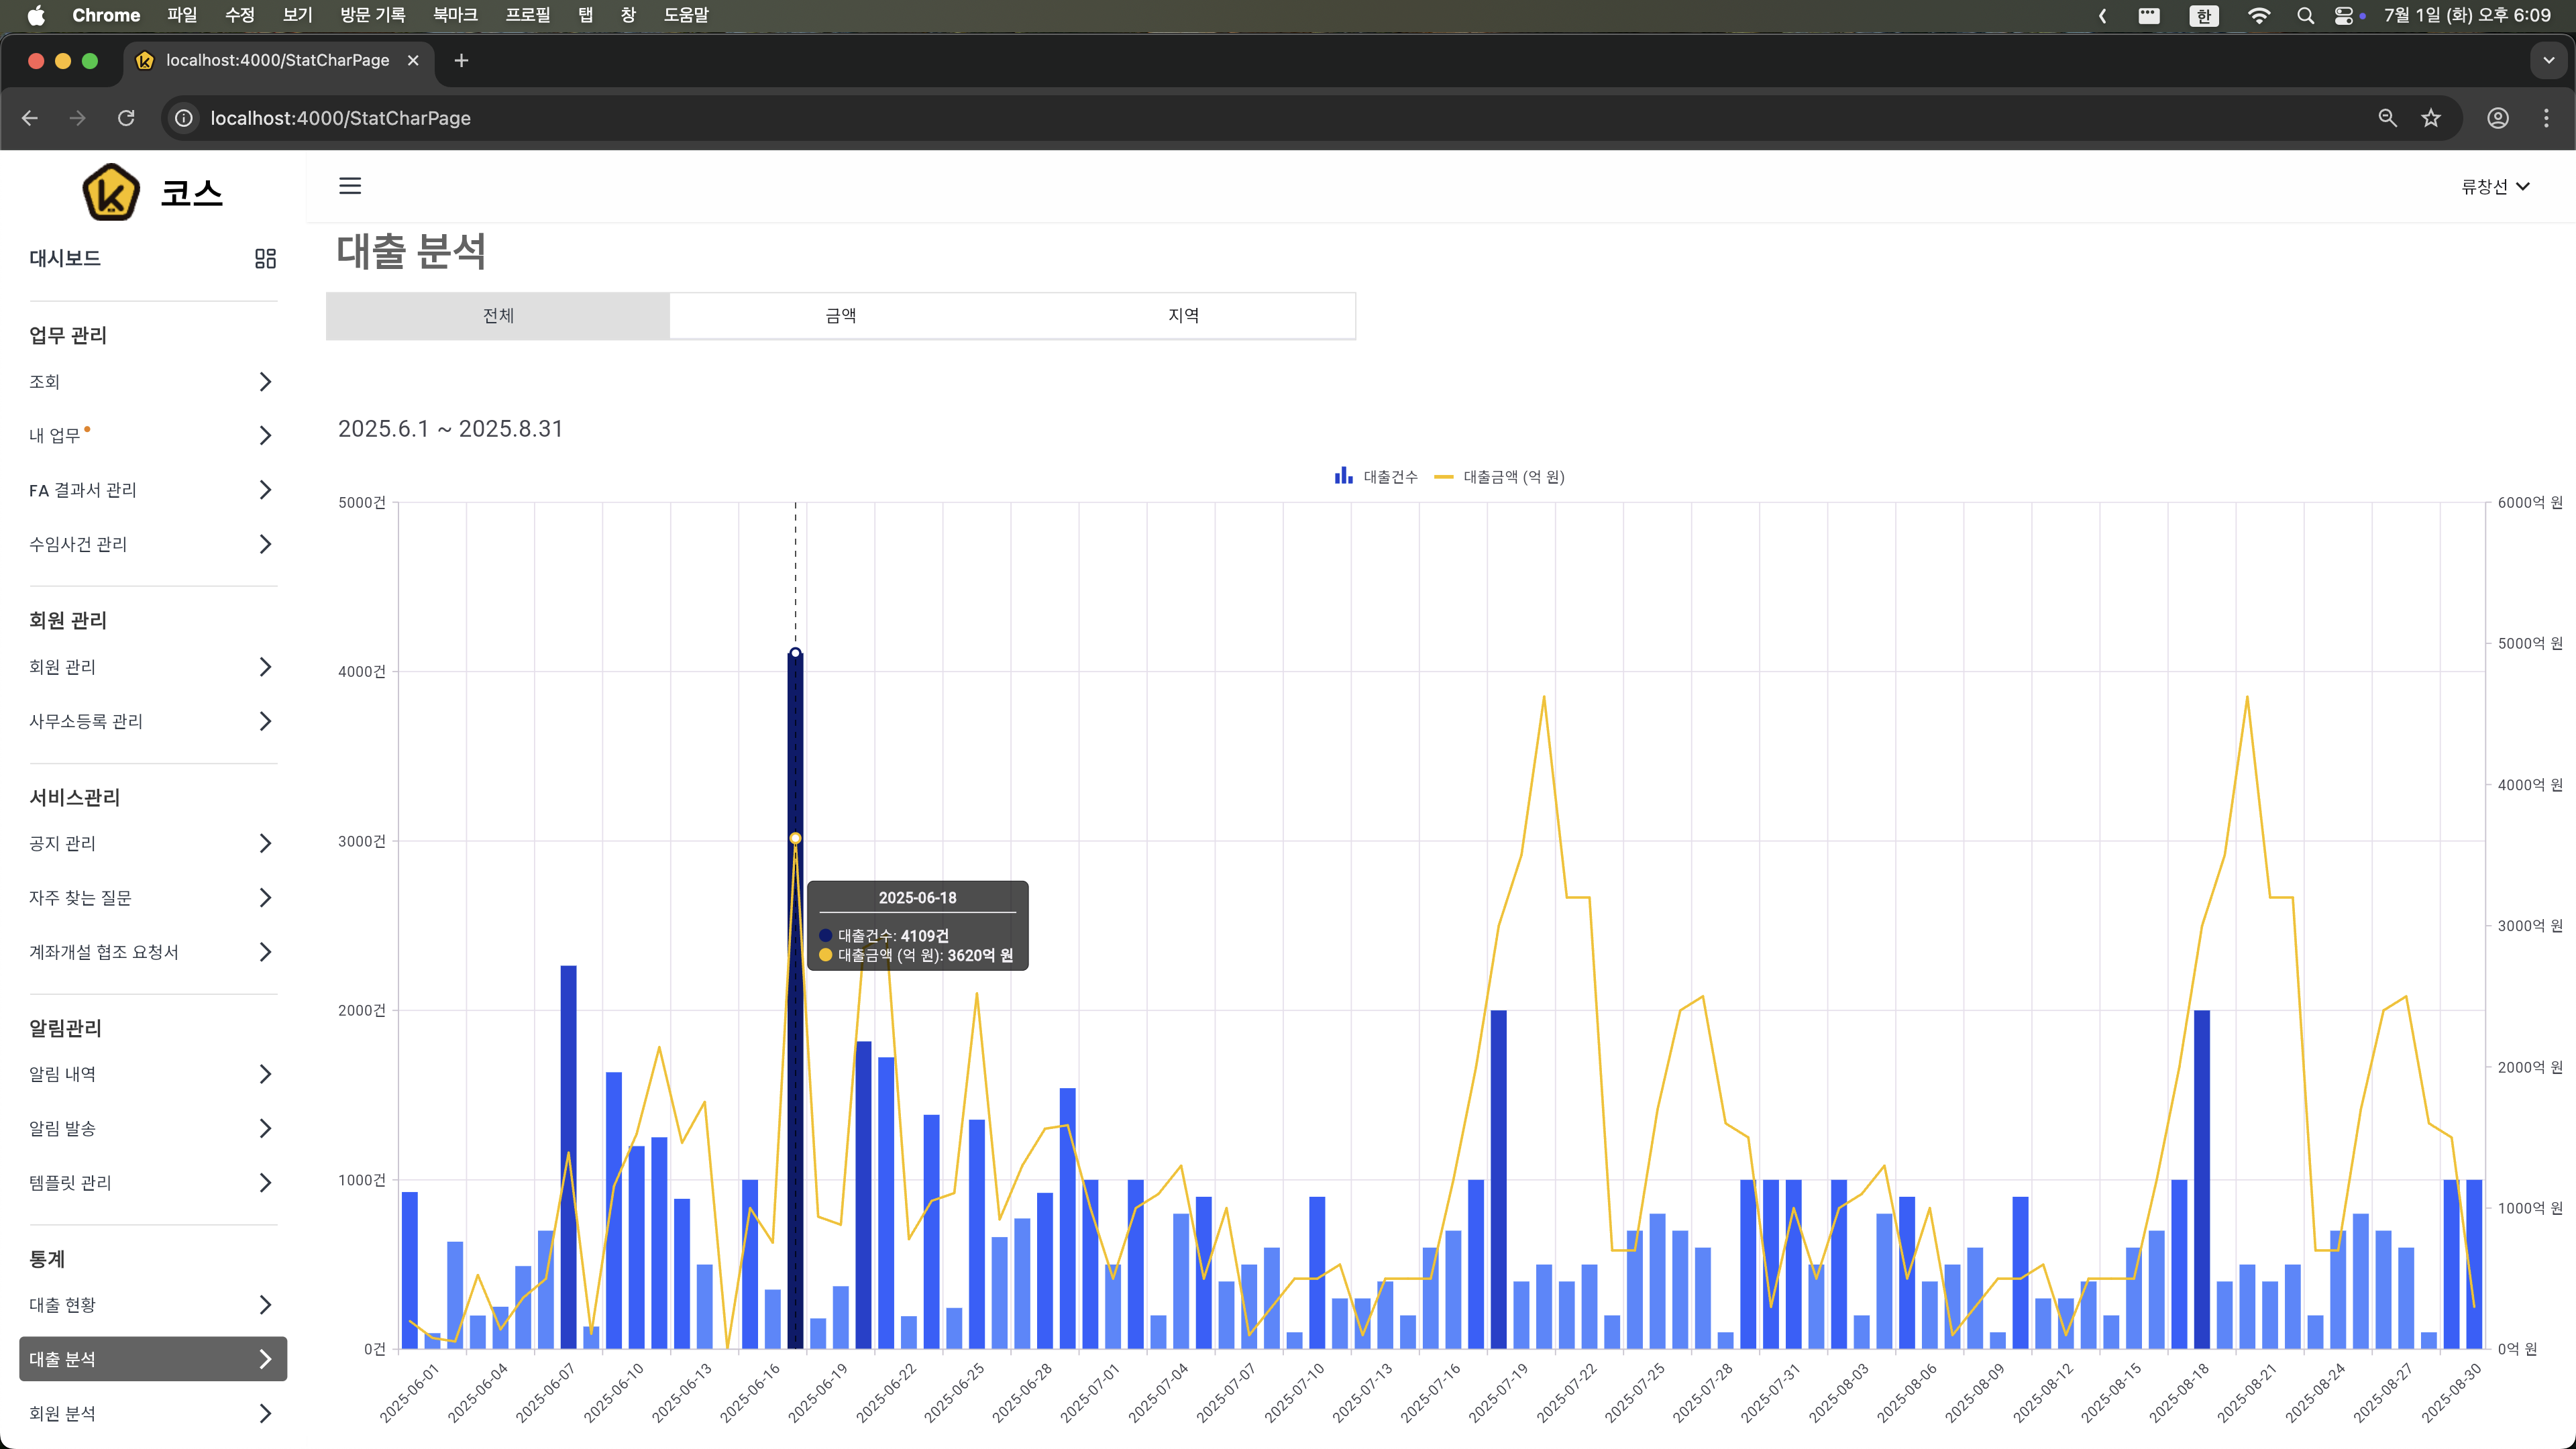 Chrome 파일 수정 보기 방문 기록 북마크 프로필 탭 창 도움말 한 7월 1일 (화) 오후 6:09
localhost:4000/StatCharPage
localhost:4000/StatCharPage
코스
류창선
대시보드
업무 관리
조회
내 업무
FA 결과서 관리
수임사건 관리
회원 관리
회원 관리
사무소등록 관리
서비스관리
공지 관리
자주 찾는 질문
계좌개설 협조 요청서
알림관리
알림 내역
알림 발송
템플릿 관리
통계
대출 현황
대출 분석
회원 분석
대출 분석
전체 금액 지역
2025.6.1 ~ 2025.8.31
대출건수 대출금액 (억 원)
5000건
4000건
3000건
2000건
1000건
0건
6000억 원
5000억 원
4000억 원
3000억 원
2000억 원
1000억 원
0억 원
2025-06-18
대출건수: 4109건
대출금액 (억 원): 3620억 원
2025-06-01 2025-06-04 2025-06-07 2025-06-10 2025-06-13 2025-06-16 2025-06-19 2025-06-22 2025-06-25 2025-06-28 2025-07-01 2025-07-04 2025-07-07 2025-07-10 2025-07-13 2025-07-16 2025-07-19 2025-07-22 2025-07-25 2025-07-28 2025-07-31 2025-08-03 2025-08-06 2025-08-09 2025-08-12 2025-08-15 2025-08-18 2025-08-21 2025-08-24 2025-08-27 2025-08-30